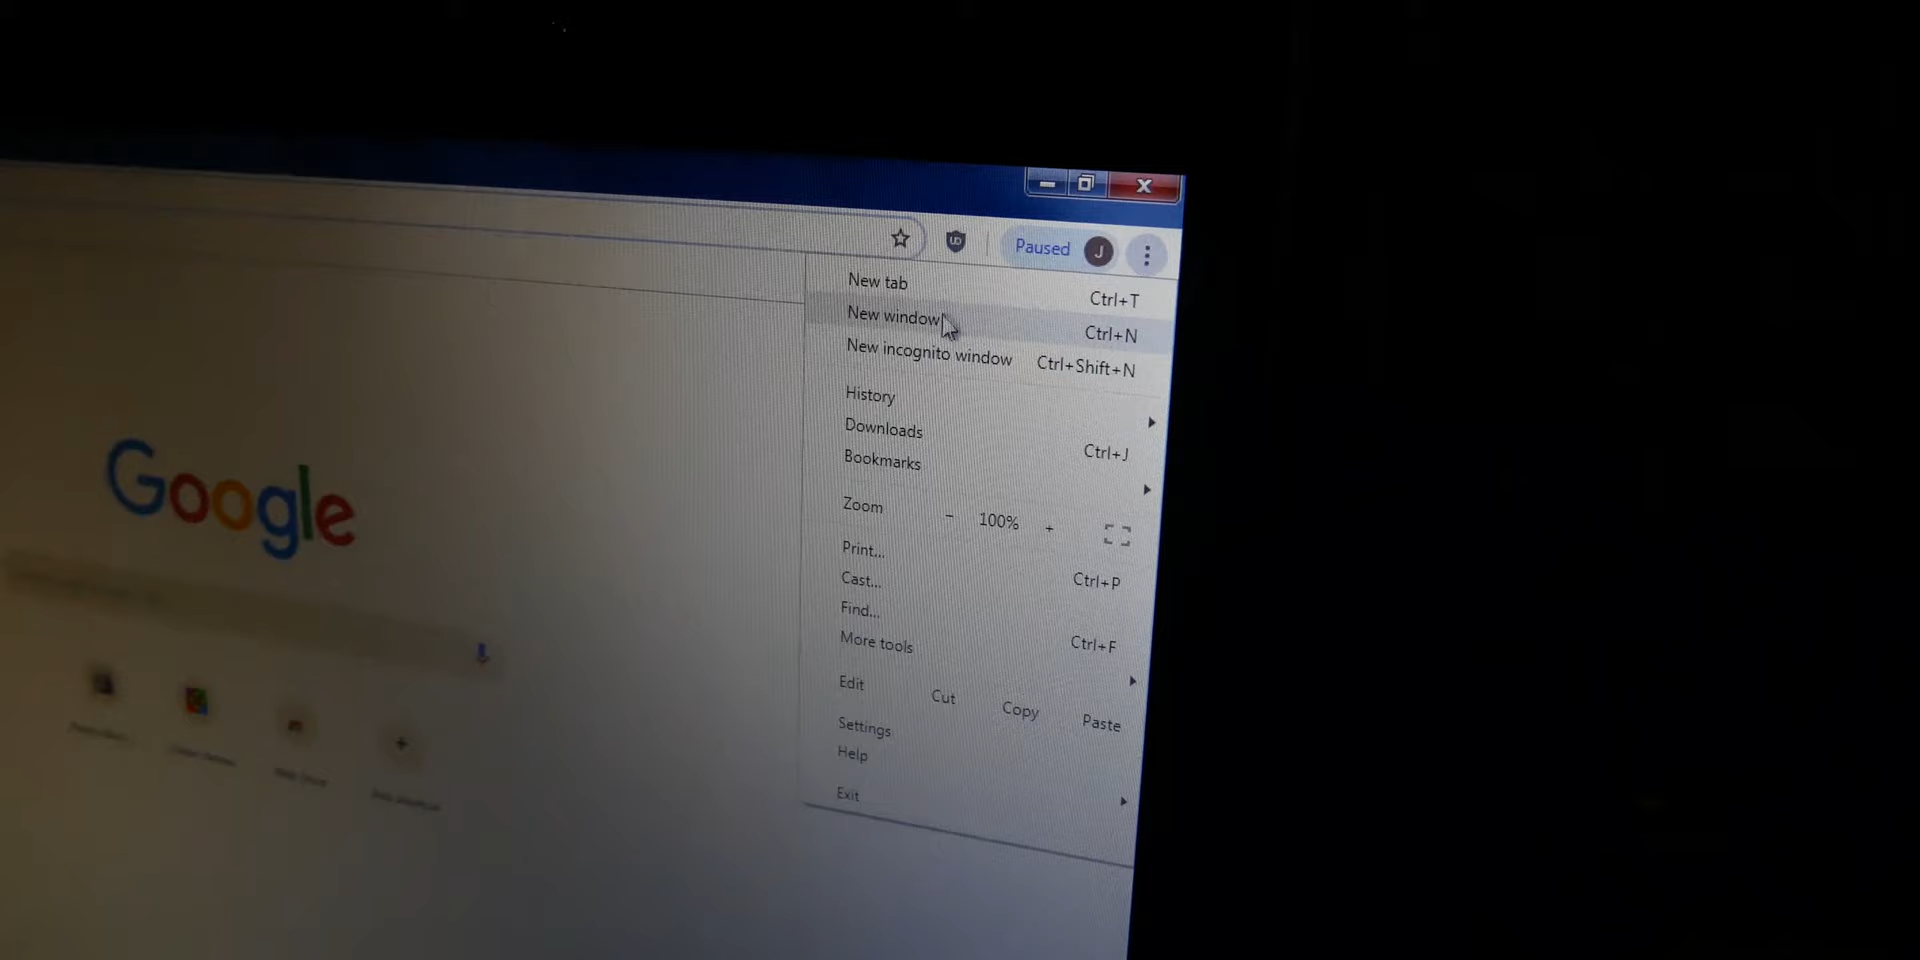 Paused J
New tab Ctrl+T
New window Ctrl+N
New incognito window Ctrl+Shift+N
History
Downloads Ctrl+J
Bookmarks
Zoom - 100% +
Print... Ctrl+P
Cast...
Find... Ctrl+F
More tools
Edit Cut Copy Paste
Settings
Help
Exit
Google